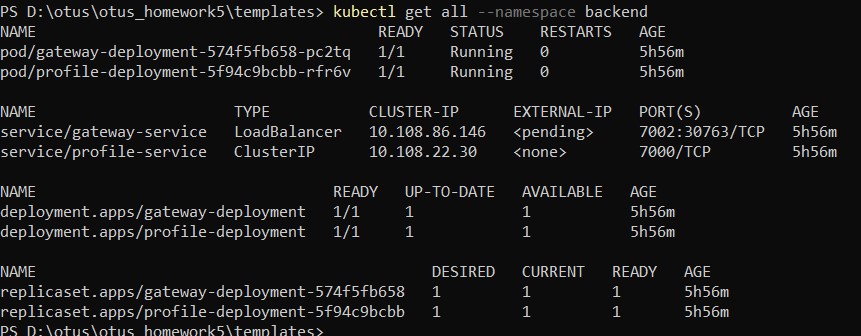 PS D:\otus\otus_homework5\templates> kubectl get all --namespace backend
NAME READY STATUS RESTARTS AGE
pod/gateway-deployment-574f5fb658-pc2tq 1/1 Running 0 5h56m
pod/profile-deployment-5f94c9bcbb-rfr6v 1/1 Running 0 5h56m
NAME TYPE CLUSTER-IP EXTERNAL-IP PORT(S) AGE
service/gateway-service LoadBalancer 10.108.86.146 <pending> 7002:30763/TCP 5h56m
service/profile-service ClusterIP 10.108.22.30 <none> 7000/TCP 5h56m
NAME READY UP-TO-DATE AVAILABLE AGE
deployment.apps/gateway-deployment 1/1 1 1 5h56m
deployment.apps/profile-deployment 1/1 1 1 5h56m
NAME DESIRED CURRENT READY AGE
replicaset.apps/gateway-deployment-574f5fb658 1 1 1 5h56m
replicaset.apps/profile-deployment-5f94c9bcbb 1 1 1 5h56m
PS D:\otus\otus_homework5\templates>